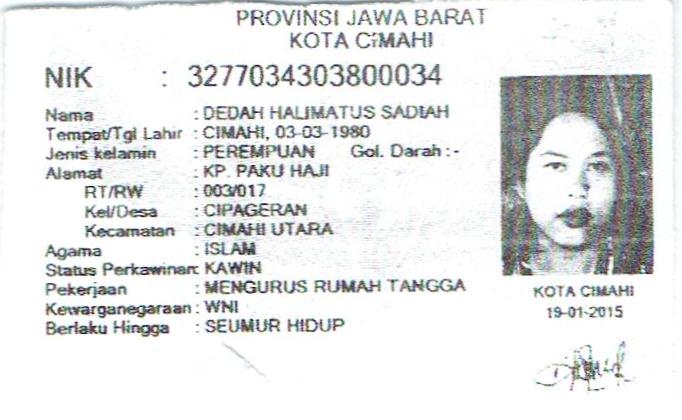 PROVINSI JAWA BARAT
KOTA CIMAHI
NIK : 3277034303800034
Nama : DEDAH HALIMATUS SADIAH
Tempat/Tgl Lahir : CIMAHI, 03-03-1980
Jenis kelamin : PEREMPUAN Gol. Darah : -
Alamat : KP. PAKU HAJI
RT/RW : 003/017
Kel/Desa : CIPAGERAN
Kecamatan : CIMAHI UTARA
Agama : ISLAM
Status Perkawinan: KAWIN
Pekerjaan : MENGURUS RUMAH TANGGA
Kewarganegaraan : WNI
Berlaku Hingga : SEUMUR HIDUP
KOTA CIMAHI
19-01-2015